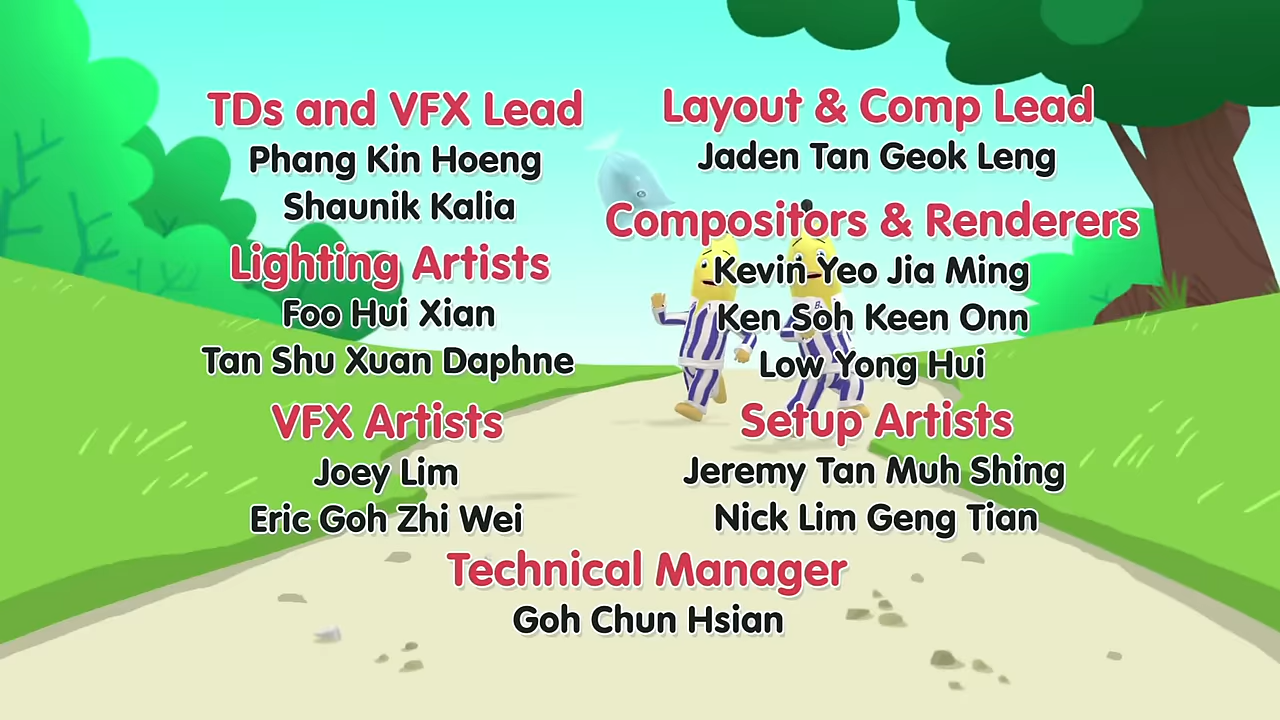 TDs and VFX Lead
Phang Kin Hoeng
Shaunik Kalia
Lighting Artists
Foo Hui Xian
Tan Shu Xuan Daphne
VFX Artists
Joey Lim
Eric Goh Zhi Wei
Layout & Comp Lead
Jaden Tan Geok Leng
Compositors & Renderers
Kevin Yeo Jia Ming
Ken Soh Keen Onn
Low Yong Hui
Setup Artists
Jeremy Tan Muh Shing
Nick Lim Geng Tian
Technical Manager
Goh Chun Hsian